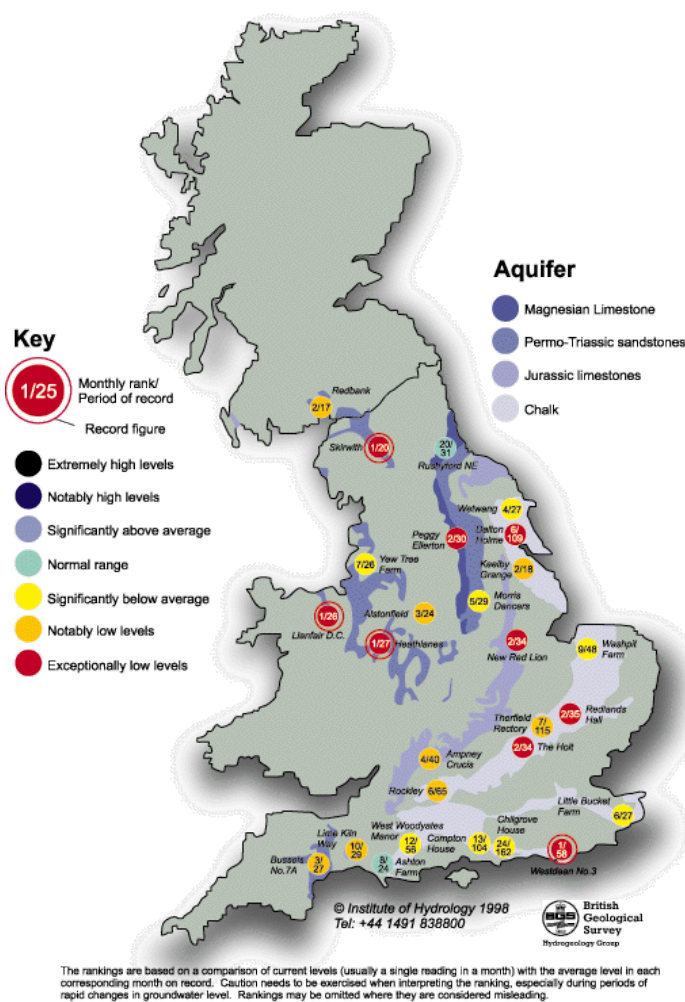 Aquifer
Magnesian Limestone
Permo-Triassic sandstones
Jurassic limestones
Chalk
Key
1/25
Monthly rank/
Period of record
Record figure
Extremely high levels
Notably high levels
Significantly above average
Normal range
Significantly below average
Notably low levels
Exceptionally low levels
Redbank
2/17
Skirwith
1/20
20/
31
Rushyford NE
Wetwang
4/27
Peggy
Ellerton
2/30
Dalton
Holme
6/
109
7/26
Yew Tree
Farm
Keelby
Grange
2/18
1/26
Llanfair D.C.
Alstonfield
3/24
5/29
Morris
Dancers
1/27
Heathlanes
2/34
New Red Lion
9/48
Washpit
Farm
Therfield
Rectory
7/
115
2/35
Redlands
Hall
2/34
The Holt
4/40
Ampney
Crucis
Rockley
6/65
Little Bucket
Farm
6/27
Lime Kiln
Way
10/
29
West Woodyates
Manor
12/
56
Compton
House
13/
104
Chilgrove
House
24/
162
Bussels
No.7A
3/
27
8/
24
Ashton
Farm
1/
58
Westdean No.3
© Institute of Hydrology 1998
Tel: +44 1491 838800
BGS
British
Geological
Survey
Hydrogeology Group
The rankings are based on a comparison of current levels (usually a single reading in a month) with the average level in each
corresponding month on record. Caution needs to be exercised when interpreting the ranking, especially during periods of
rapid changes in groundwater level. Rankings may be omitted where they are considered misleading.